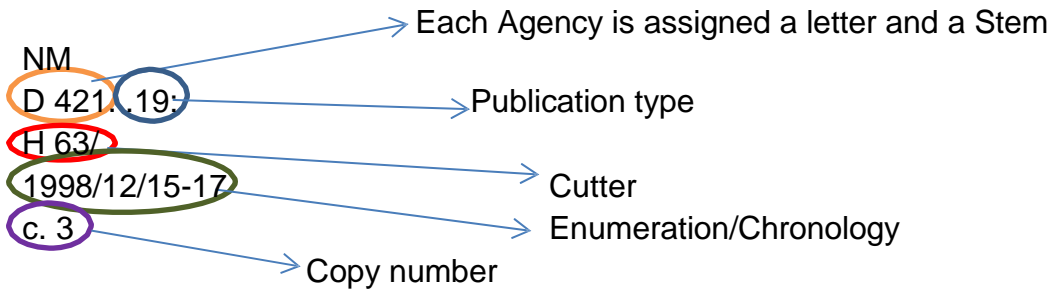 Each Agency is assigned a letter and a Stem
NM
D 421. .19:
Publication type
H 63/
Cutter
1998/12/15-17
Enumeration/Chronology
c. 3
Copy number